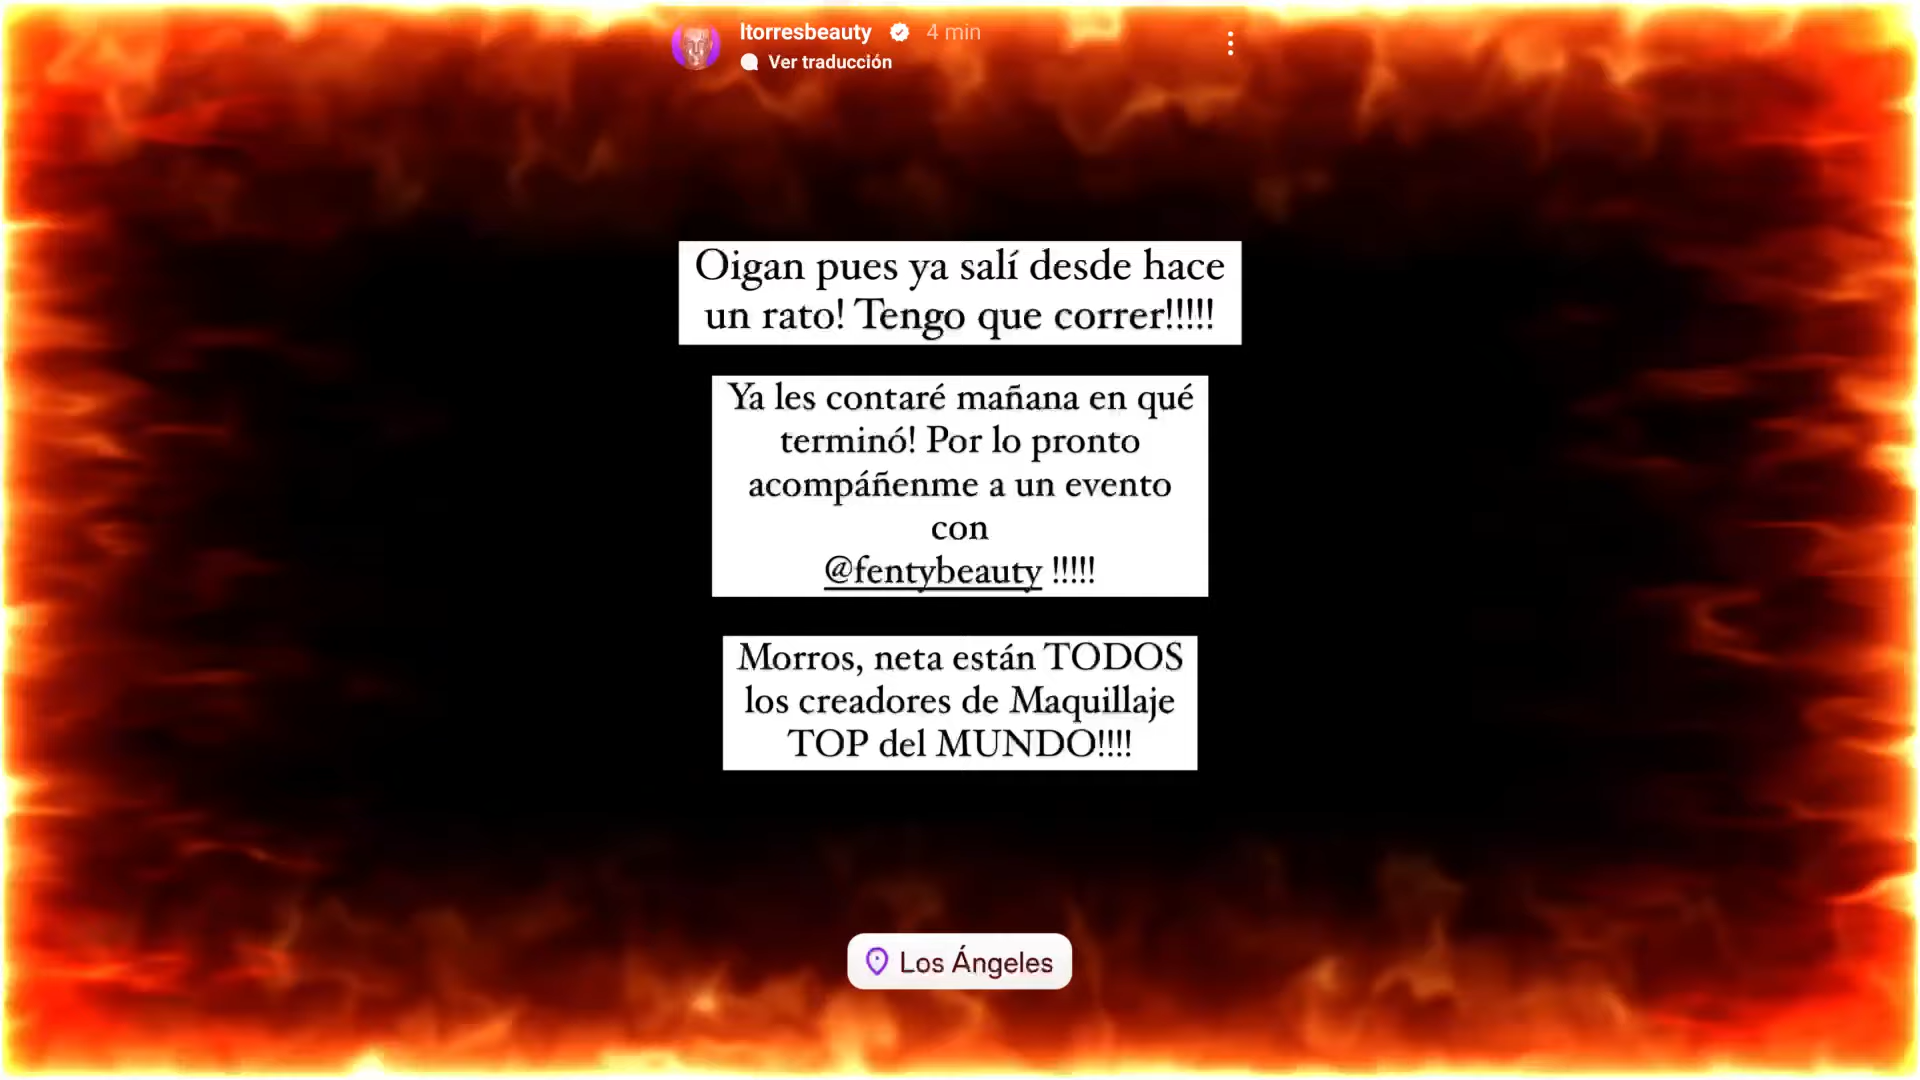 ltorresbeauty 4 min
Ver traducción
Oigan pues ya salí desde hace
un rato! Tengo que correr!!!!!
Ya les contaré mañana en qué
terminó! Por lo pronto
acompáñenme a un evento
con
@fentybeauty !!!!!
Morros, neta están TODOS
los creadores de Maquillaje
TOP del MUNDO!!!!
Los Ángeles